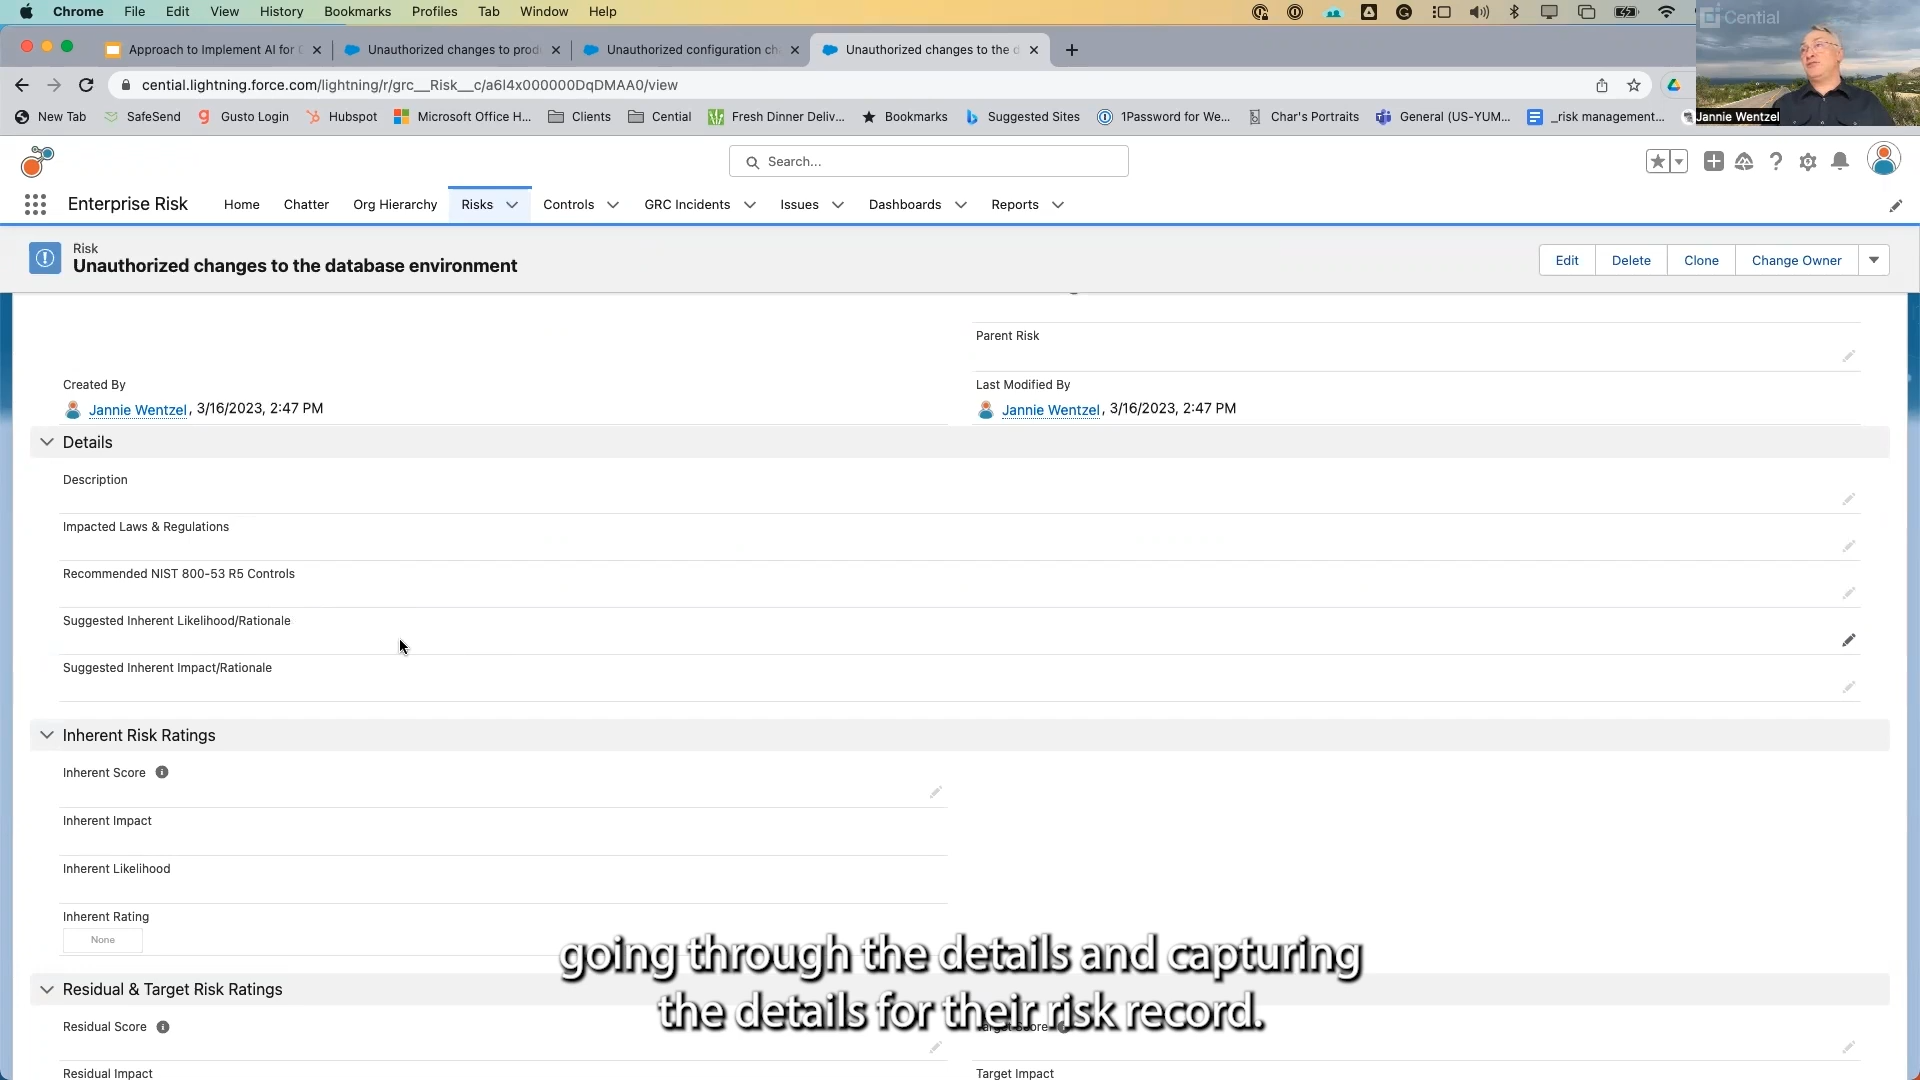 Chrome File Edit View History Bookmarks Profiles Tab Window Help
Cential
Approach to Implement AI for
Unauthorized changes to prod
Unauthorized configuration ch
Unauthorized changes to the d
cential.lightning.force.com/lightning/r/grc__Risk__c/a6I4x000000DqDMAA0/view
New Tab SafeSend Gusto Login Hubspot Microsoft Office H... Clients Cential Fresh Dinner Deliv... Bookmarks Suggested Sites 1Password for We... Char's Portraits General (US-YUM... _risk management...
Jannie Wentzel
Search...
Enterprise Risk Home Chatter Org Hierarchy Risks Controls GRC Incidents Issues Dashboards Reports
Risk
Unauthorized changes to the database environment
Edit Delete Clone Change Owner
Parent Risk
Created By
Jannie Wentzel, 3/16/2023, 2:47 PM
Last Modified By
Jannie Wentzel, 3/16/2023, 2:47 PM
Details
Description
Impacted Laws & Regulations
Recommended NIST 800-53 R5 Controls
Suggested Inherent Likelihood/Rationale
Suggested Inherent Impact/Rationale
Inherent Risk Ratings
Inherent Score
Inherent Impact
Inherent Likelihood
Inherent Rating
None
going through the details and capturing
the details for their risk record.
Residual & Target Risk Ratings
Residual Score
Target Score
Residual Impact
Target Impact